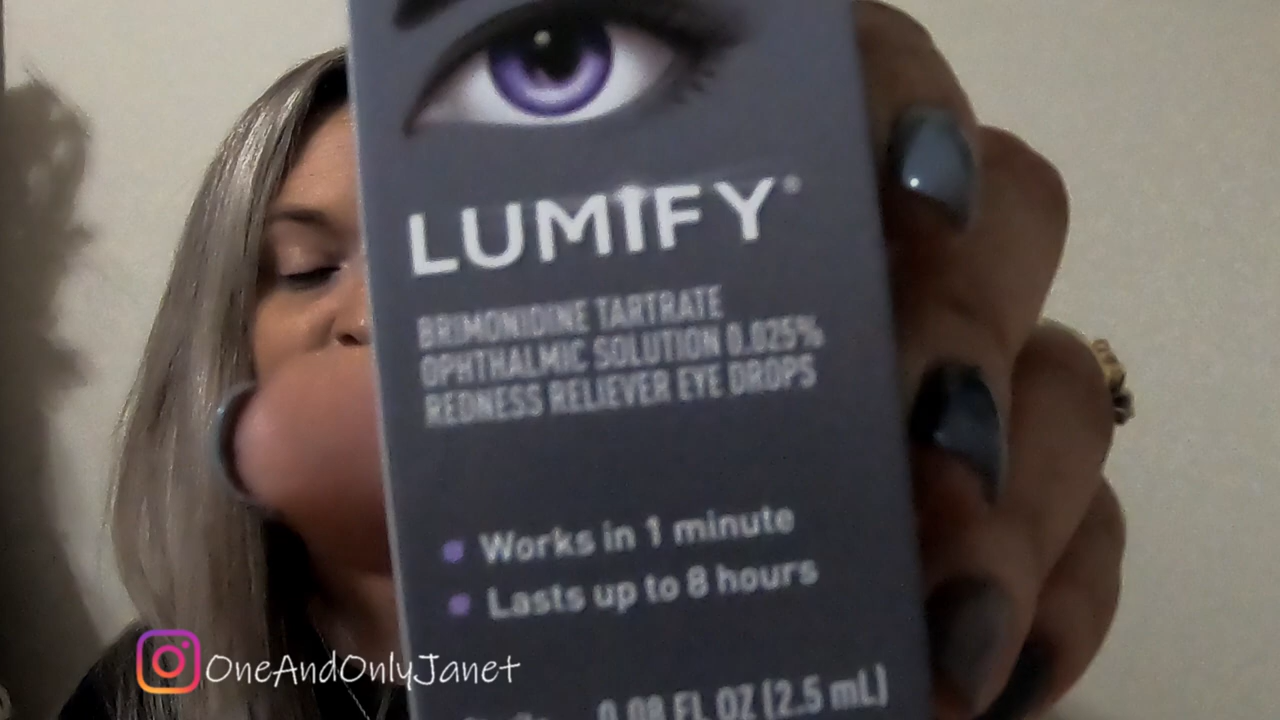 LUMIFY®
BRIMONIDINE TARTRATE
OPHTHALMIC SOLUTION 0.025%
REDNESS RELIEVER EYE DROPS
Works in 1 minute
Lasts up to 8 hours
0.08 FL OZ (2.5 mL)
OneAndOnlyJanet